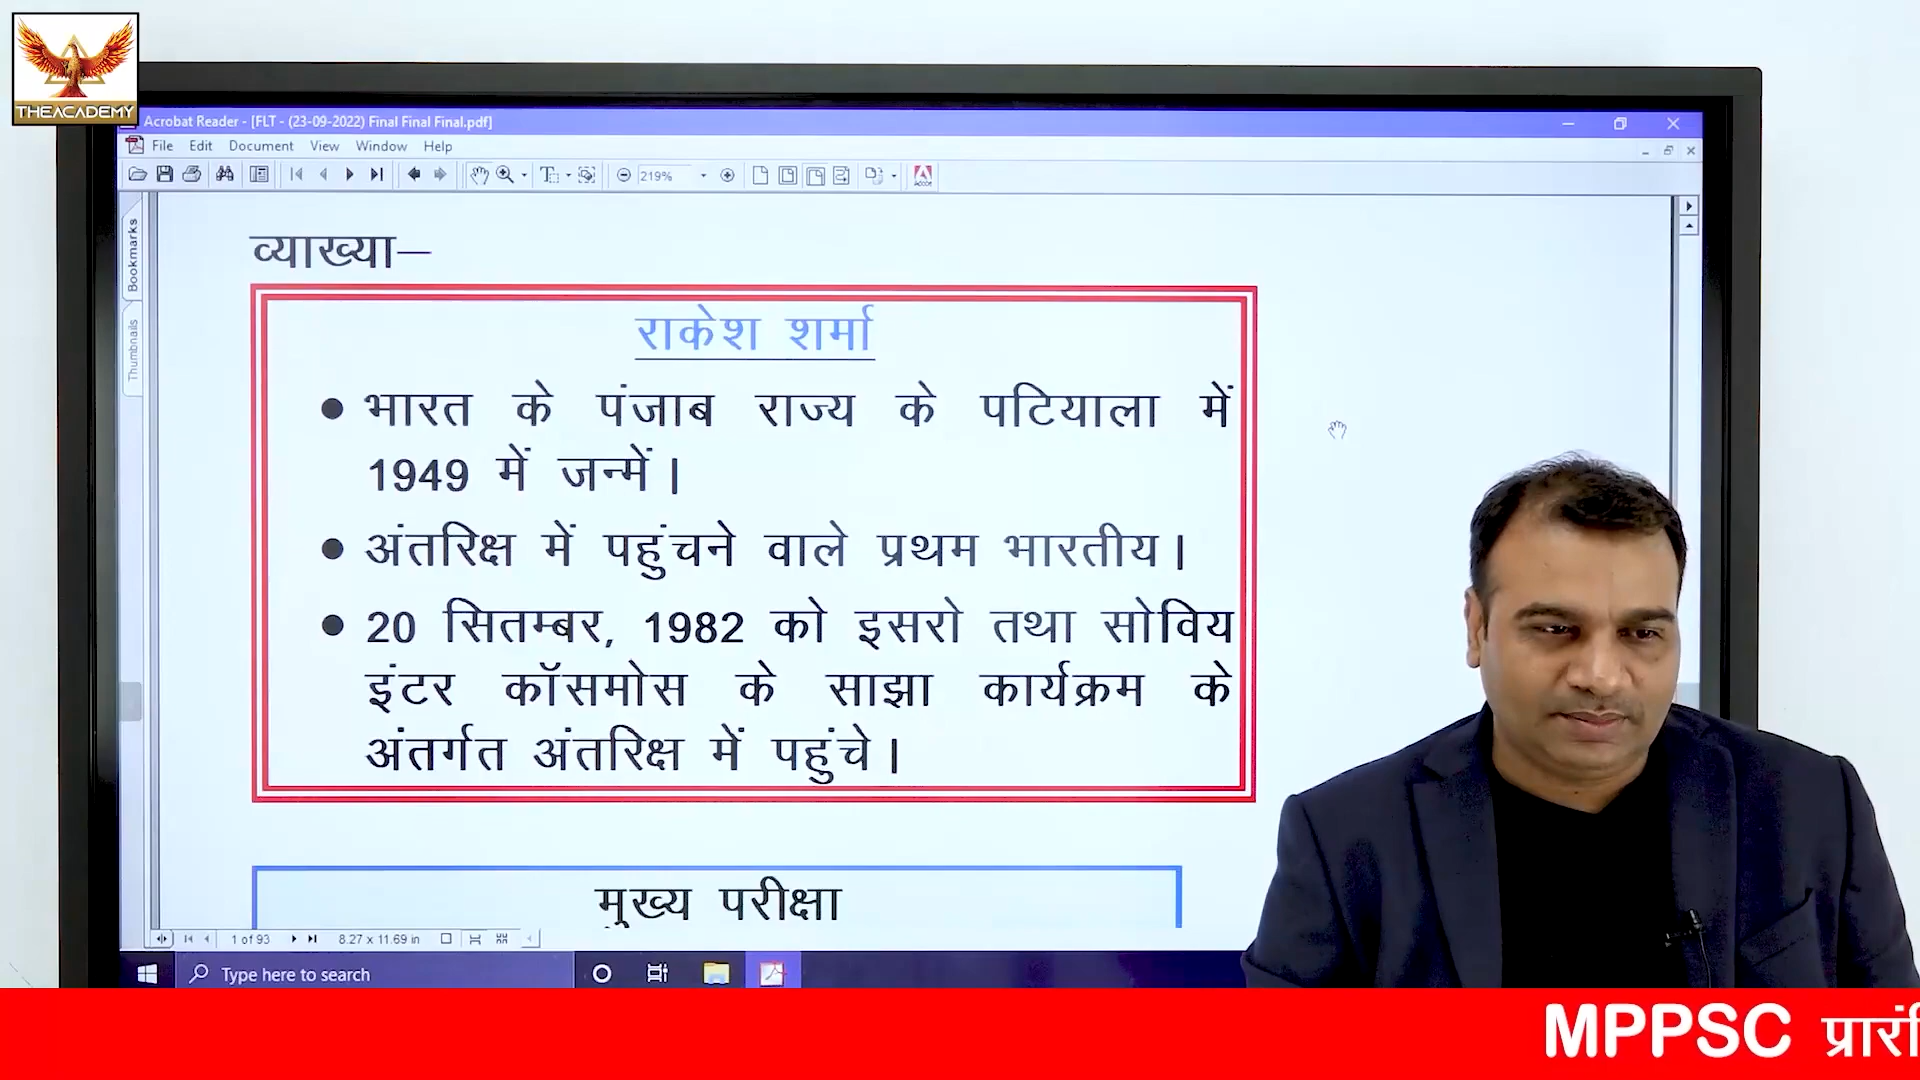 THEACADEMY
Acrobat Reader - [FLT - (23-09-2022) Final Final Final.pdf]
File Edit Document View Window Help
219%
Bookmarks
Thumbnails
व्याख्या—
राकेश शर्मा
• भारत के पंजाब राज्य के पटियाला में
1949 में जन्में।
• अंतरिक्ष में पहुंचने वाले प्रथम भारतीय।
• 20 सितम्बर, 1982 को इसरो तथा सोविय
इंटर कॉसमोस के साझा कार्यक्रम के
अंतर्गत अंतरिक्ष में पहुंचे।
मुख्य परीक्षा
1 of 93 8.27 x 11.69 in
Type here to search
MPPSC प्रारं